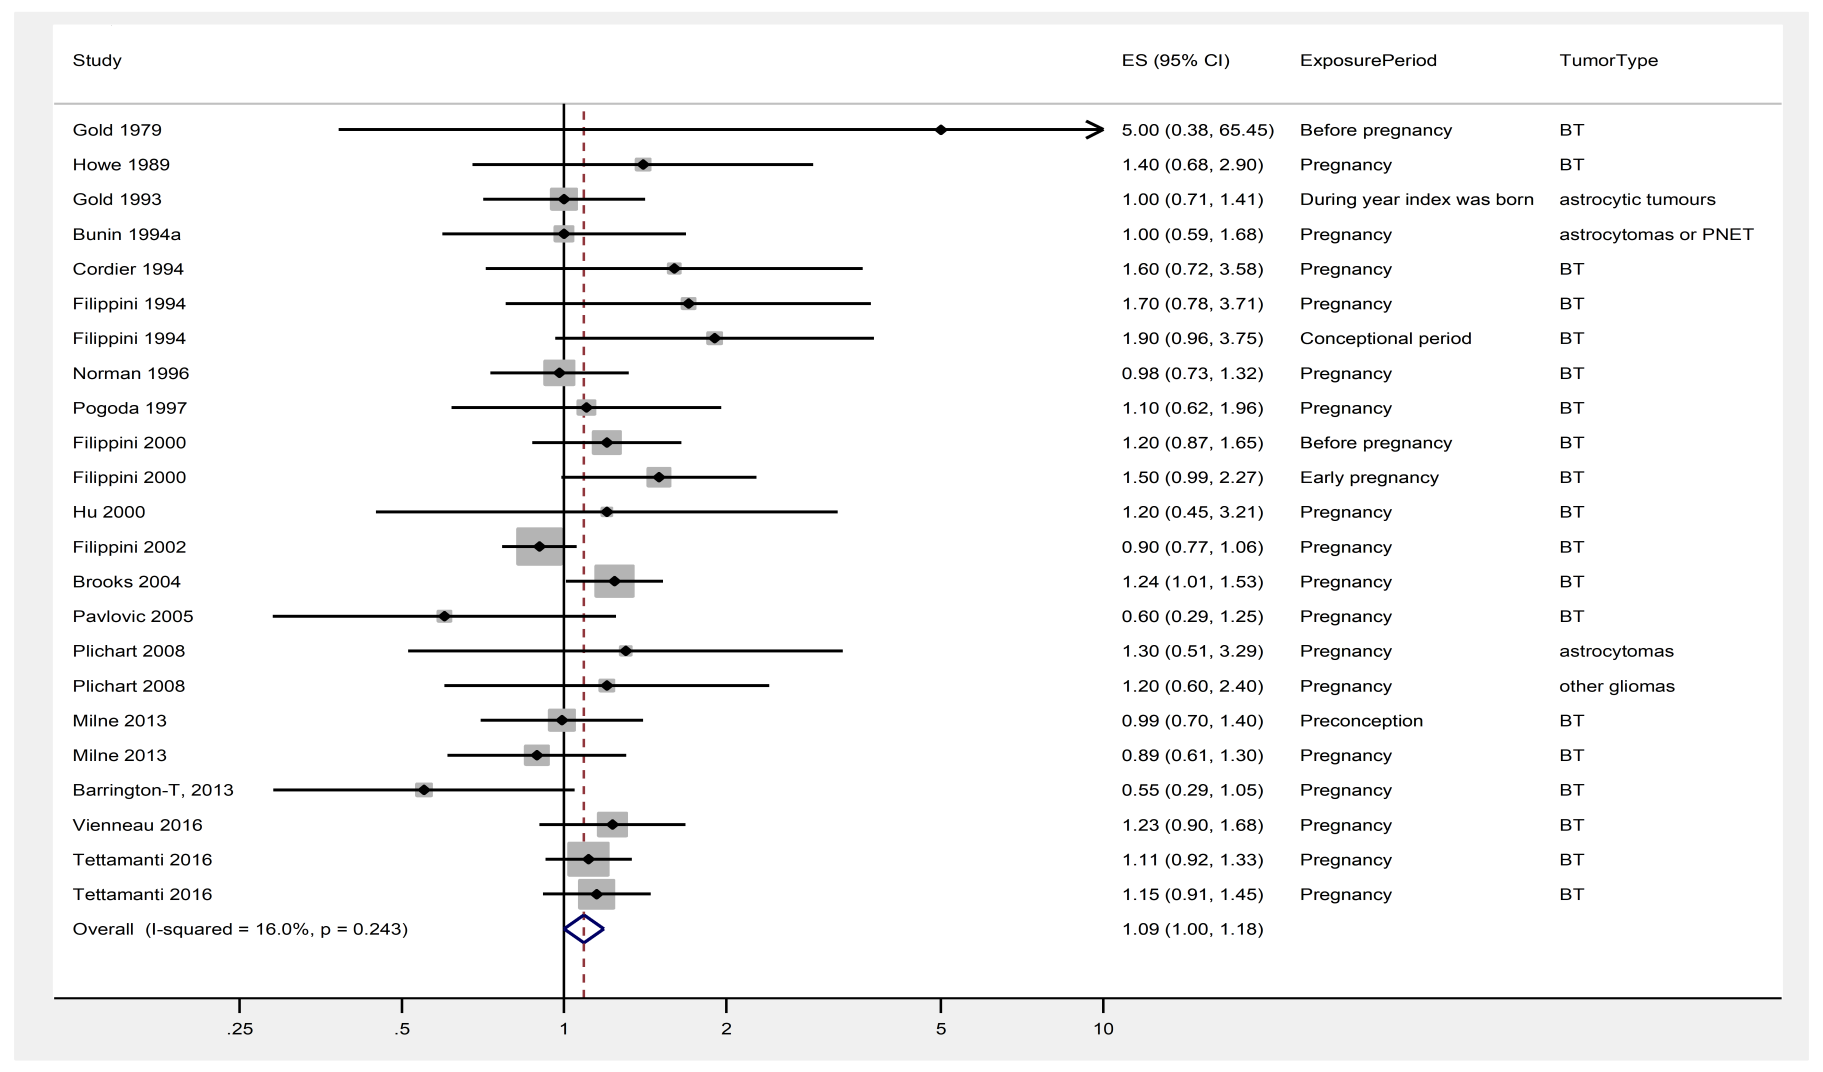 Study ES (95% CI) ExposurePeriod TumorType
Gold 1979 5.00 (0.38, 65.45) Before pregnancy BT
Howe 1989 1.40 (0.68, 2.90) Pregnancy BT
Gold 1993 1.00 (0.71, 1.41) During year index was born astrocytic tumours
Bunin 1994a 1.00 (0.59, 1.68) Pregnancy astrocytomas or PNET
Cordier 1994 1.60 (0.72, 3.58) Pregnancy BT
Filippini 1994 1.70 (0.78, 3.71) Pregnancy BT
Filippini 1994 1.90 (0.96, 3.75) Conceptional period BT
Norman 1996 0.98 (0.73, 1.32) Pregnancy BT
Pogoda 1997 1.10 (0.62, 1.96) Pregnancy BT
Filippini 2000 1.20 (0.87, 1.65) Before pregnancy BT
Filippini 2000 1.50 (0.99, 2.27) Early pregnancy BT
Hu 2000 1.20 (0.45, 3.21) Pregnancy BT
Filippini 2002 0.90 (0.77, 1.06) Pregnancy BT
Brooks 2004 1.24 (1.01, 1.53) Pregnancy BT
Pavlovic 2005 0.60 (0.29, 1.25) Pregnancy BT
Plichart 2008 1.30 (0.51, 3.29) Pregnancy astrocytomas
Plichart 2008 1.20 (0.60, 2.40) Pregnancy other gliomas
Milne 2013 0.99 (0.70, 1.40) Preconception BT
Milne 2013 0.89 (0.61, 1.30) Pregnancy BT
Barrington-T, 2013 0.55 (0.29, 1.05) Pregnancy BT
Vienneau 2016 1.23 (0.90, 1.68) Pregnancy BT
Tettamanti 2016 1.11 (0.92, 1.33) Pregnancy BT
Tettamanti 2016 1.15 (0.91, 1.45) Pregnancy BT
Overall (I-squared = 16.0%, p = 0.243) 1.09 (1.00, 1.18)
.25 .5 1 2 5 10